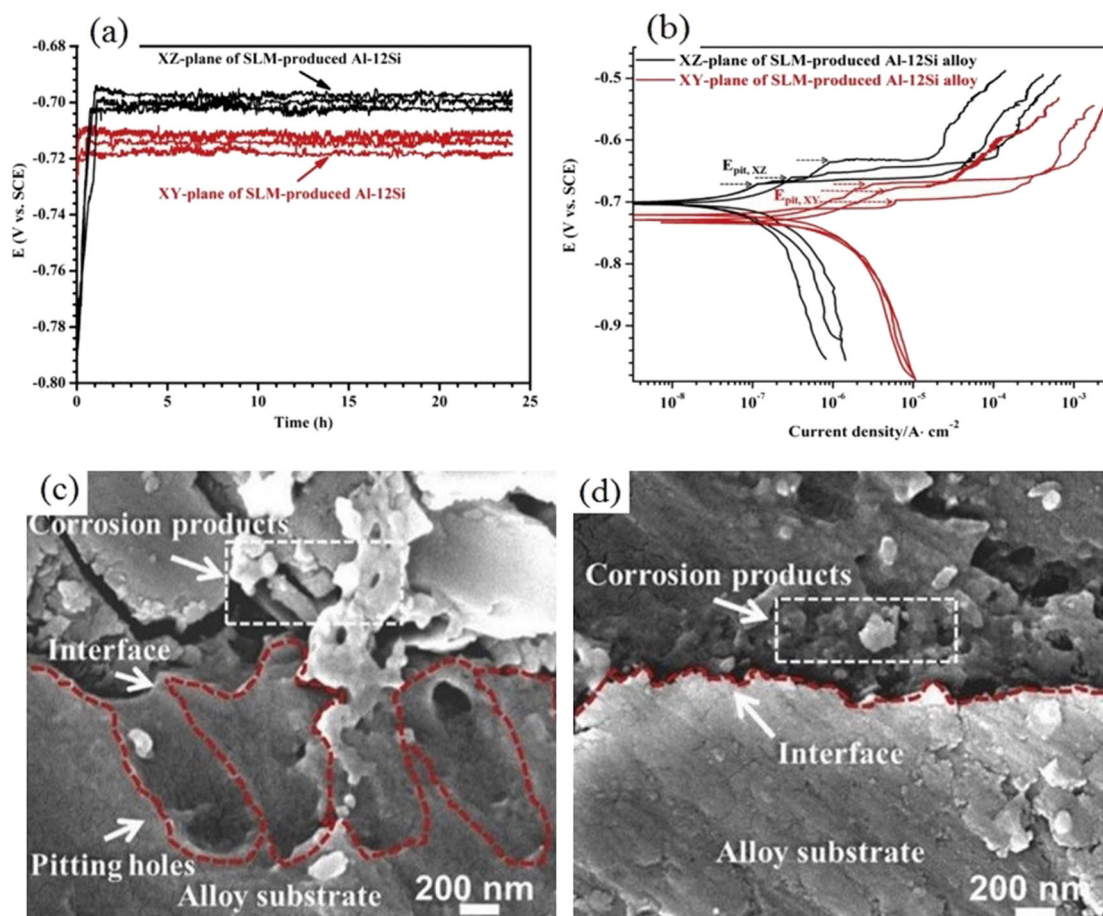 (a)
-0.68
-0.70
-0.72
-0.74
-0.76
-0.78
-0.80
E (V vs. SCE)
XZ-plane of SLM-produced Al-12Si
XY-plane of SLM-produced Al-12Si
0
5
10
15
20
25
Time (h)
(b)
XZ-plane of SLM-produced Al-12Si alloy
XY-plane of SLM-produced Al-12Si alloy
-0.5
-0.6
-0.7
-0.8
-0.9
E (V vs. SCE)
Epit, XZ
Epit, XY
10-8
10-7
10-6
10-5
10-4
10-3
Current density/A· cm-2
(c)
Corrosion products
Interface
Pitting holes
Alloy substrate
200 nm
(d)
Corrosion products
Interface
Alloy substrate
200 nm